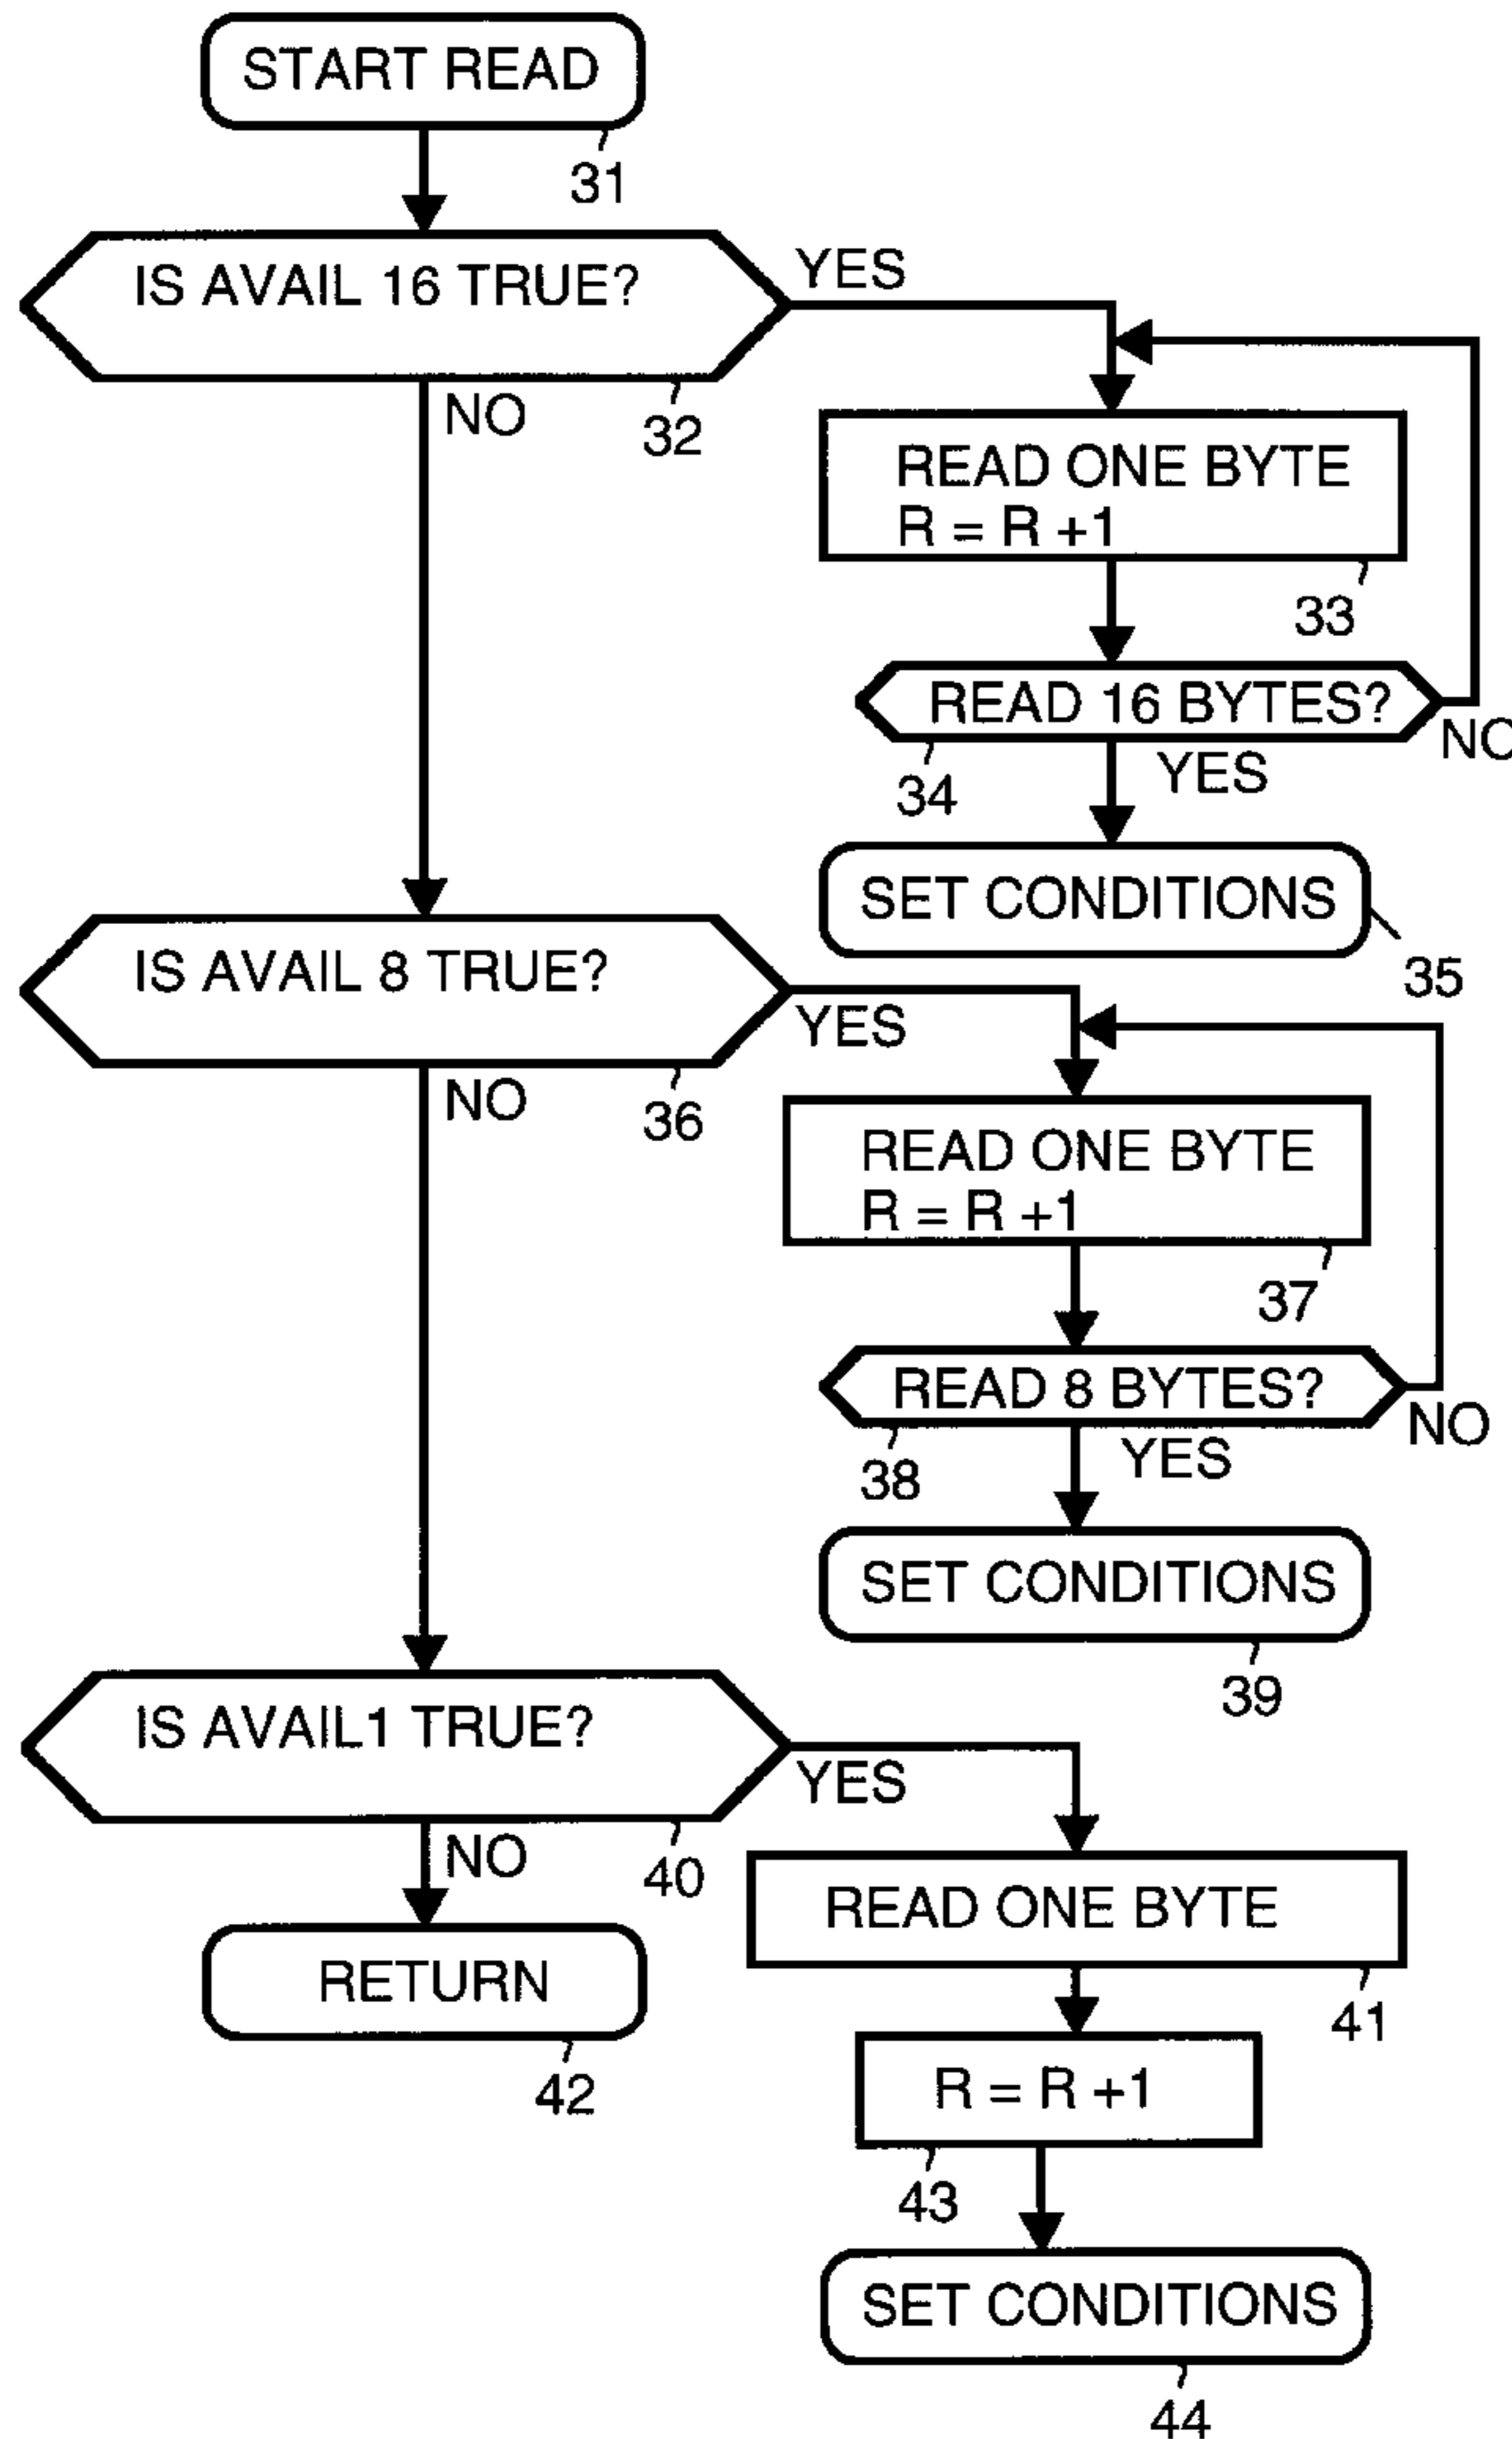 START READ
31
IS AVAIL 16 TRUE?
YES
NO
32
READ ONE BYTE
R = R +1
33
READ 16 BYTES?
NO
34
YES
SET CONDITIONS
35
IS AVAIL 8 TRUE?
YES
NO
36
READ ONE BYTE
R = R +1
37
READ 8 BYTES?
NO
38
YES
SET CONDITIONS
39
IS AVAIL1 TRUE?
YES
NO
40
READ ONE BYTE
41
RETURN
42
R = R +1
43
SET CONDITIONS
44